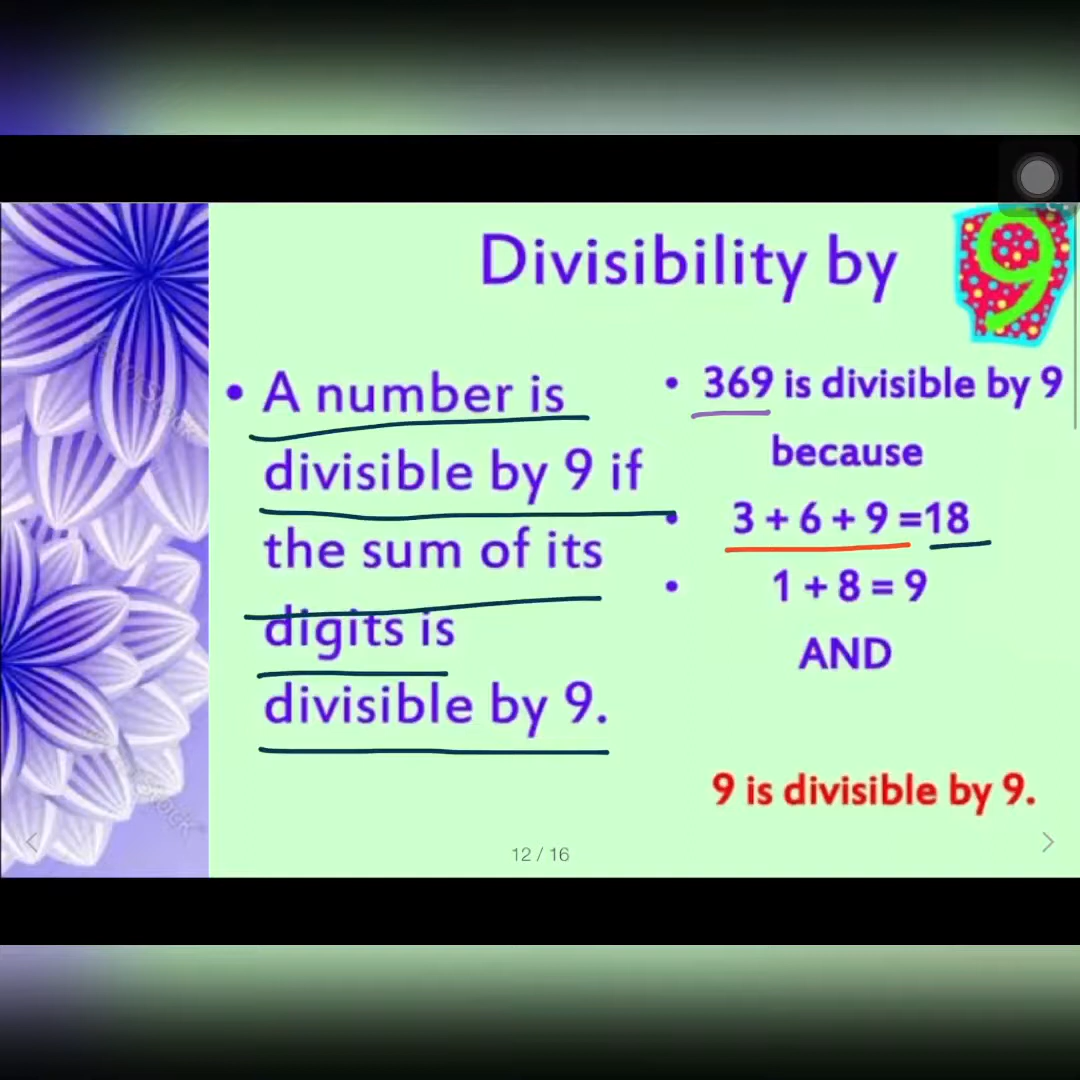 Divisibility by 9
• A number is
divisible by 9 if
the sum of its
digits is
divisible by 9.
• 369 is divisible by 9
because
• 3 + 6 + 9 =18
• 1 + 8 = 9
AND
9 is divisible by 9.
12 / 16